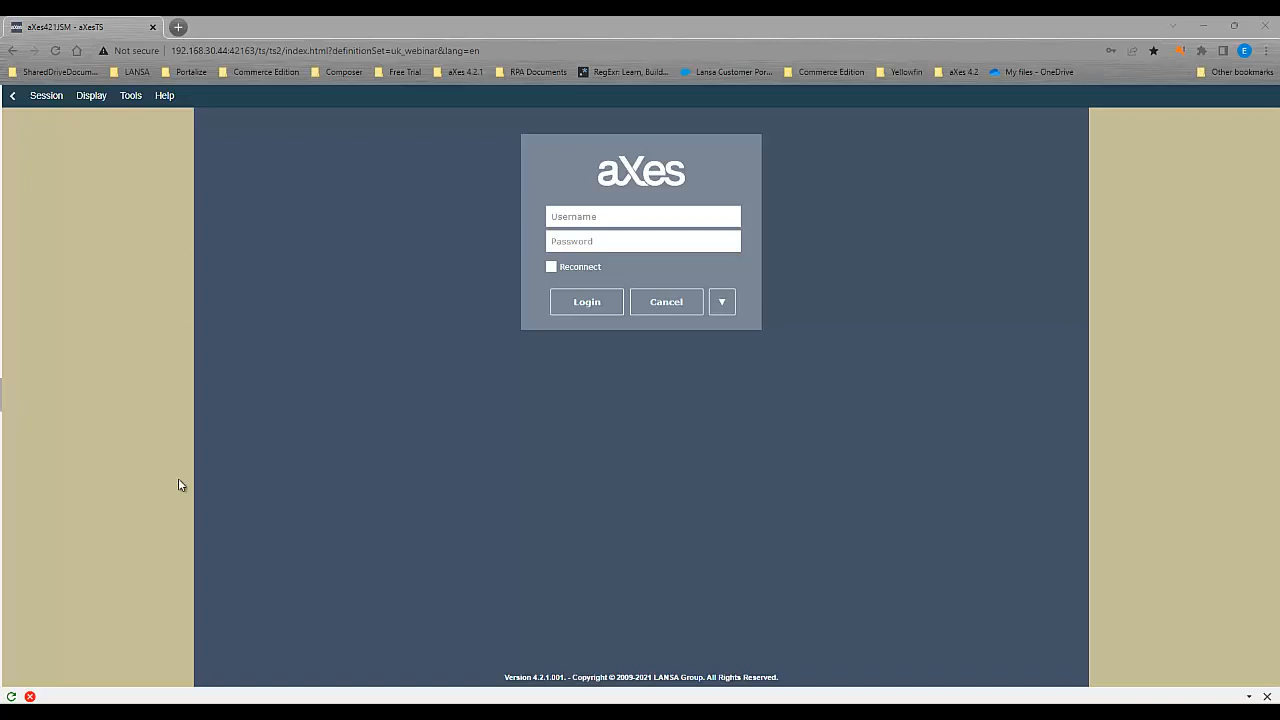 aXes421JSM - aXesTS
Not secure 192.168.30.44:42163/ts/ts2/index.html?definitionSet=uk_webinar&lang=en E
SharedDriveDocum... LANSA Portalize Commerce Edition Composer Free Trial aXes 4.2.1 RPA Documents RegExr: Learn, Build... Lansa Customer Por... Commerce Edition Yellowfin aXes 4.2 My files - OneDrive Other bookmarks
Session Display Tools Help
aXes
Username
Password
Reconnect
Login Cancel
Version 4.2.1.001. - Copyright © 2009-2021 LANSA Group. All Rights Reserved.